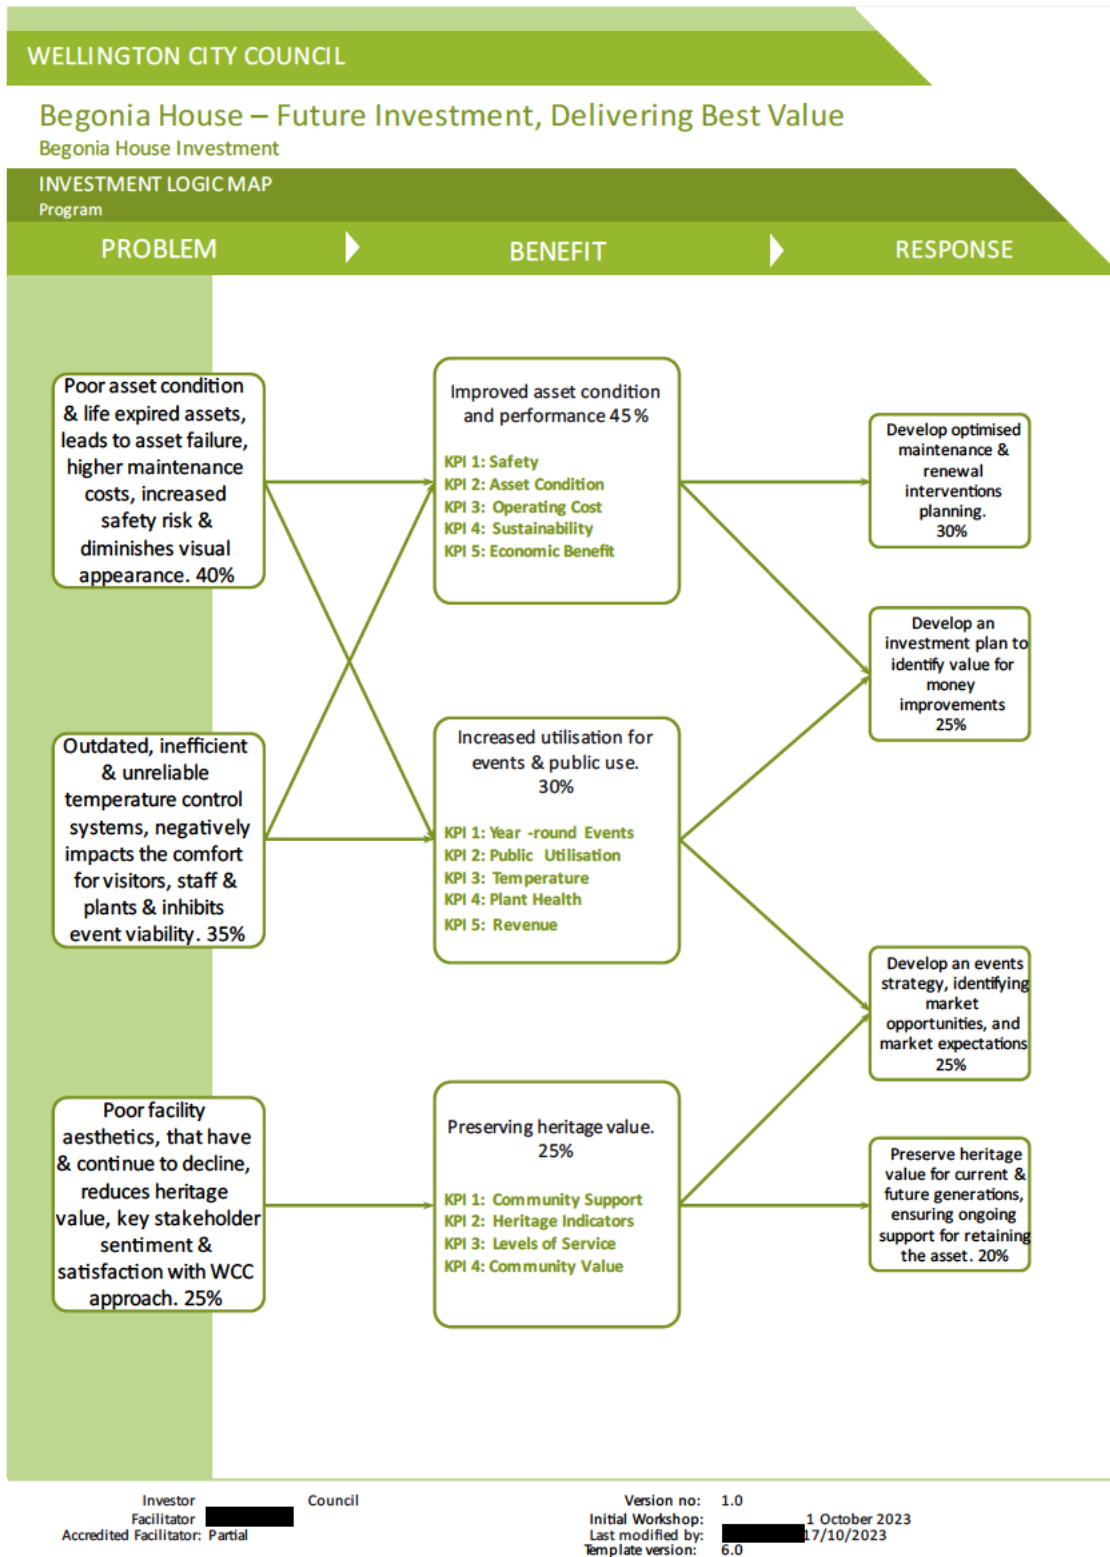 WELLINGTON CITY COUNCIL
Begonia House – Future Investment, Delivering Best Value
Begonia House Investment
INVESTMENT LOGIC MAP
Program
PROBLEM
BENEFIT
RESPONSE
Poor asset condition
& life expired assets,
leads to asset failure,
higher maintenance
costs, increased
safety risk &
diminishes visual
appearance. 40%
Outdated, inefficient
& unreliable
temperature control
systems, negatively
impacts the comfort
for visitors, staff &
plants & inhibits
event viability. 35%
Poor facility
aesthetics, that have
& continue to decline,
reduces heritage
value, key stakeholder
sentiment &
satisfaction with WCC
approach. 25%
Improved asset condition
and performance 45%
KPI 1: Safety
KPI 2: Asset Condition
KPI 3: Operating Cost
KPI 4: Sustainability
KPI 5: Economic Benefit
Increased utilisation for
events & public use.
30%
KPI 1: Year -round Events
KPI 2: Public Utilisation
KPI 3: Temperature
KPI 4: Plant Health
KPI 5: Revenue
Preserving heritage value.
25%
KPI 1: Community Support
KPI 2: Heritage Indicators
KPI 3: Levels of Service
KPI 4: Community Value
Develop optimised
maintenance &
renewal
interventions
planning.
30%
Develop an
investment plan to
identify value for
money
improvements
25%
Develop an events
strategy, identifying
market
opportunities, and
market expectations
25%
Preserve heritage
value for current &
future generations,
ensuring ongoing
support for retaining
the asset. 20%
Investor Council
Facilitator
Accredited Facilitator: Partial
Version no: 1.0
Initial Workshop: 1 October 2023
Last modified by: 17/10/2023
Template version: 6.0